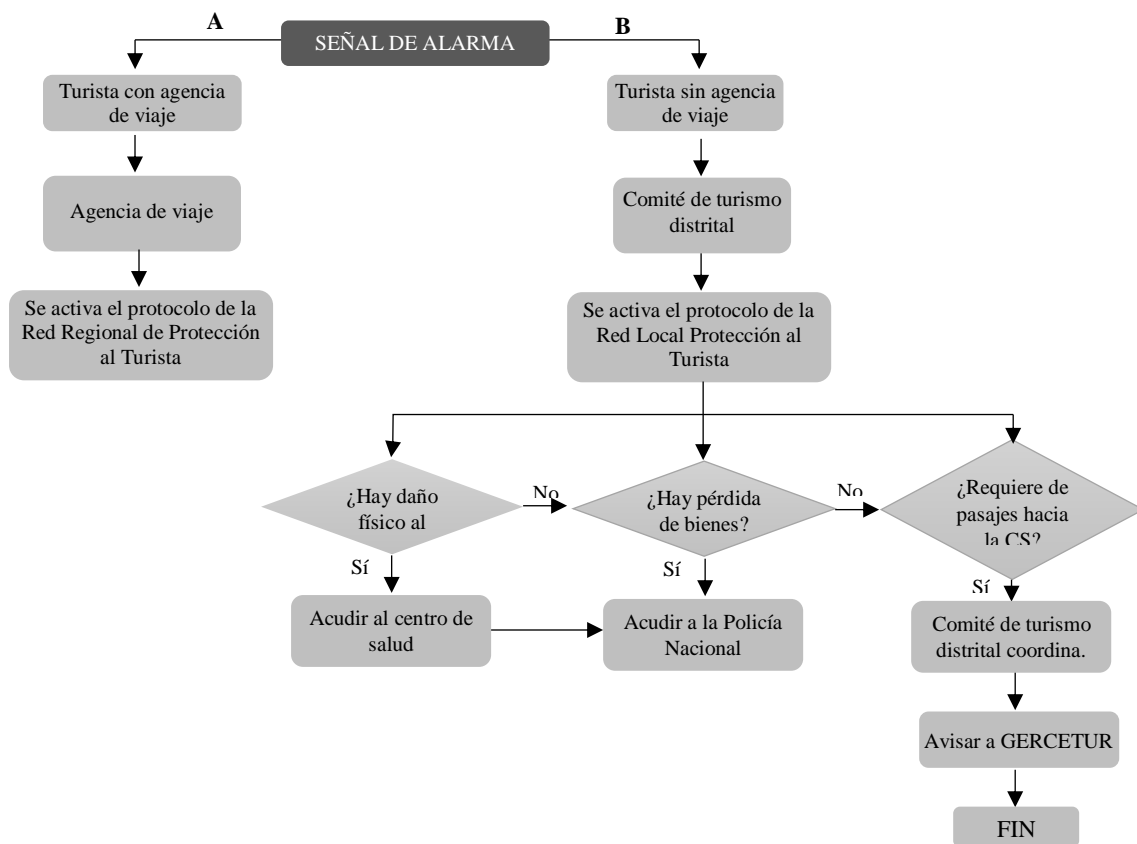 A
SEÑAL DE ALARMA
B
Turista con agencia
de viaje
Turista sin agencia
de viaje
Agencia de viaje
Comité de turismo
distrital
Se activa el protocolo de la
Red Regional de Protección
al Turista
Se activa el protocolo de la
Red Local Protección al
Turista
¿Hay daño
físico al
No
¿Hay pérdida
de bienes?
No
¿Requiere de
pasajes hacia
la CS?
Sí
Sí
Sí
Acudir al centro de
salud
Acudir a la Policía
Nacional
Comité de turismo
distrital coordina.
Avisar a GERCETUR
FIN